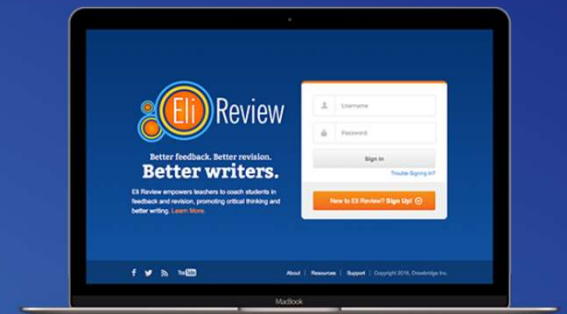 Eli Review
Better feedback. Better revision.
Better writers.
Eli Review empowers teachers to coach students in
feedback and revision, promoting critical thinking and
better writing. Learn More.
Username
Password
Sign In
Trouble Signing In?
New to Eli Review? Sign Up!
f
You Tube
About | Resources | Support | Copyright 2016, Drawbridge Inc.
MacBook